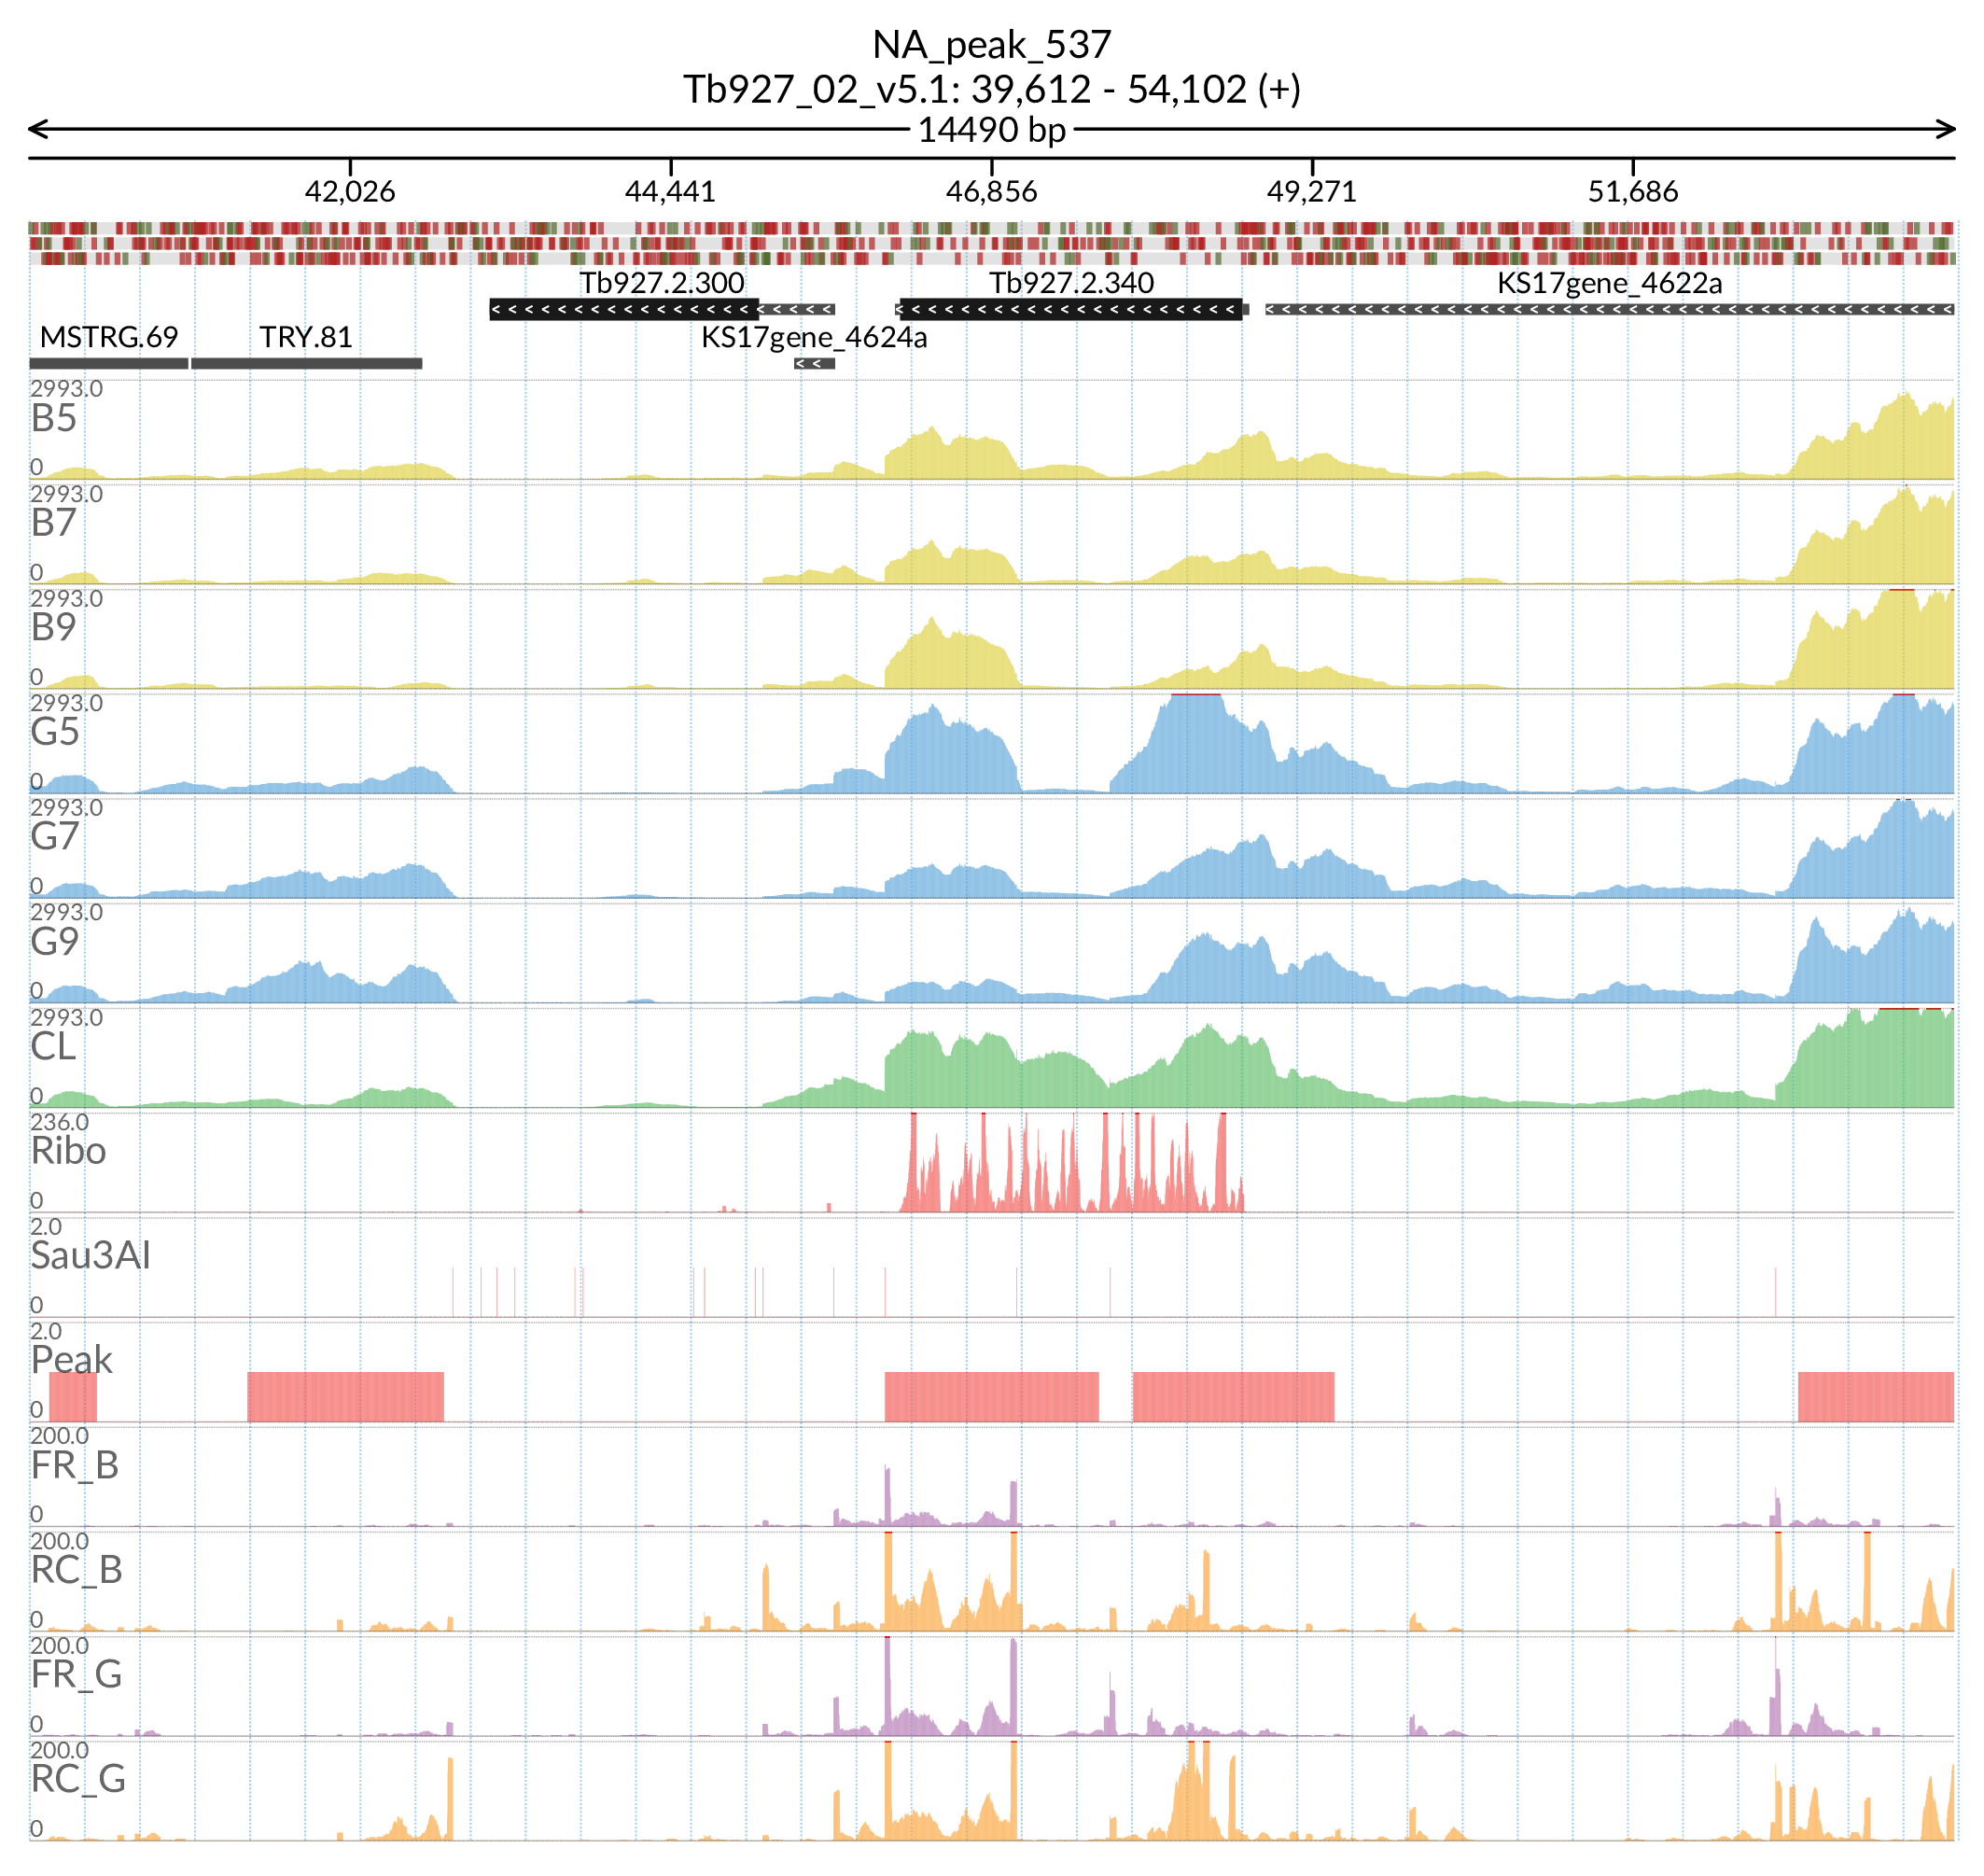 NA_peak_537
Tb927_02_v5.1: 39,612 - 54,102 (+)
14490 bp
42,026 44,441 46,856 49,271 51,686
Tb927.2.300 Tb927.2.340 KS17gene_4622a
MSTRG.69 TRY.81 KS17gene_4624a
2993.0
B5
0
2993.0
B7
0
2993.0
B9
0
2993.0
G5
0
2993.0
G7
0
2993.0
G9
0
2993.0
CL
0
236.0
Ribo
0
2.0
Sau3AI
0
2.0
Peak
0
200.0
FR_B
0
200.0
RC_B
0
200.0
FR_G
0
200.0
RC_G
0